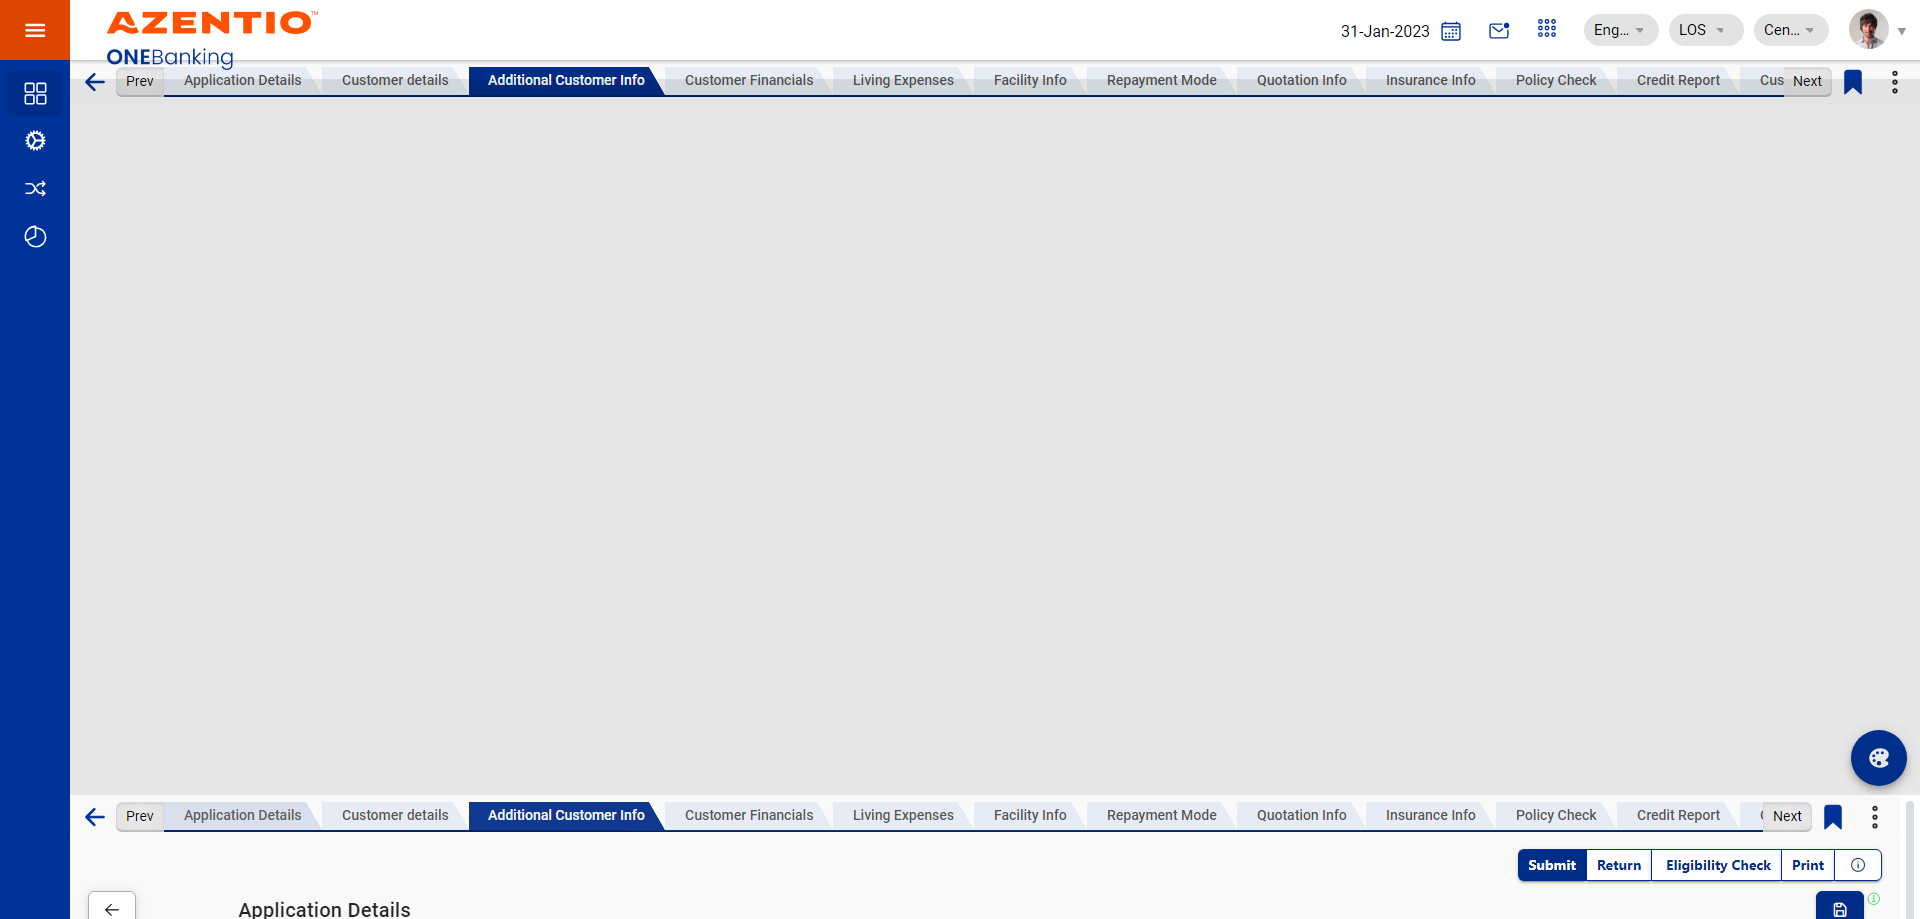 AZENTIO™
ONEBanking
31-Jan-2023
Eng...
LOS
Cen...
Prev
Application Details
Customer details
Additional Customer Info
Customer Financials
Living Expenses
Facility Info
Repayment Mode
Quotation Info
Insurance Info
Policy Check
Credit Report
Cus
Next
Prev
Application Details
Customer details
Additional Customer Info
Customer Financials
Living Expenses
Facility Info
Repayment Mode
Quotation Info
Insurance Info
Policy Check
Credit Report
Next
Submit
Return
Eligibility Check
Print
Application Details